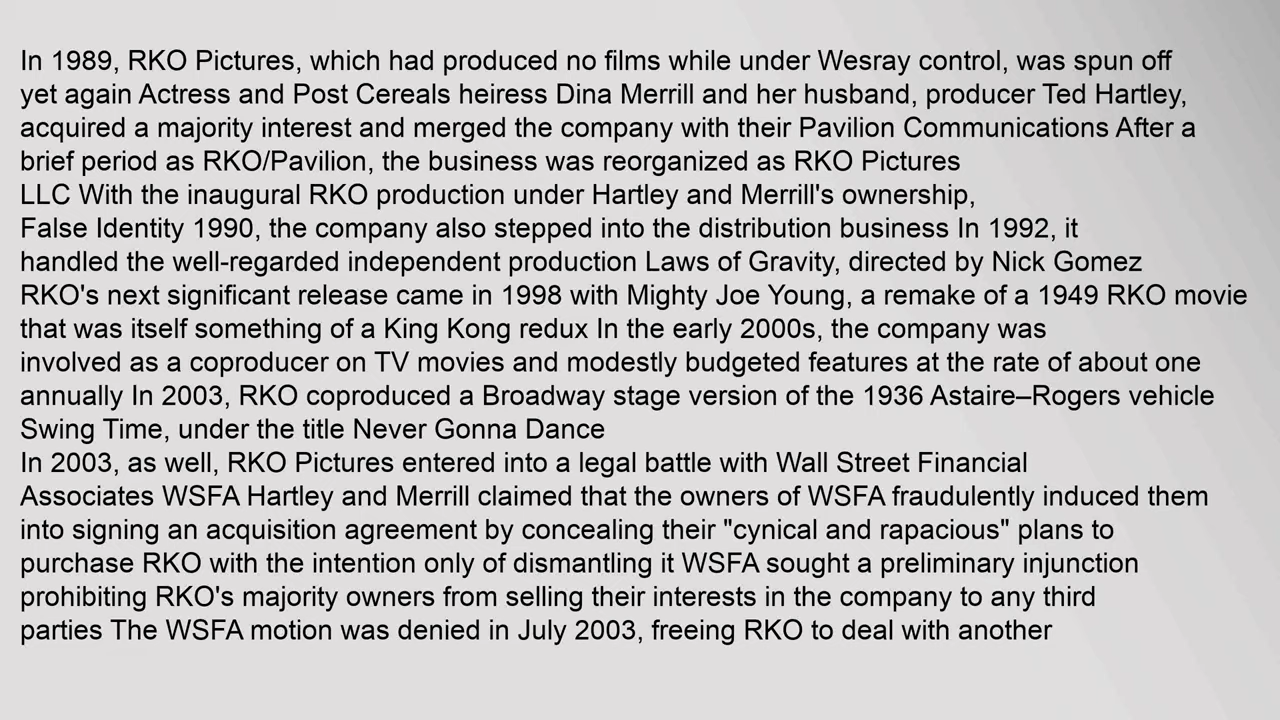 In 1989, RKO Pictures, which had produced no films while under Wesray control, was spun off
yet again Actress and Post Cereals heiress Dina Merrill and her husband, producer Ted Hartley,
acquired a majority interest and merged the company with their Pavilion Communications After a
brief period as RKO/Pavilion, the business was reorganized as RKO Pictures
LLC With the inaugural RKO production under Hartley and Merrill's ownership,
False Identity 1990, the company also stepped into the distribution business In 1992, it
handled the well-regarded independent production Laws of Gravity, directed by Nick Gomez
RKO's next significant release came in 1998 with Mighty Joe Young, a remake of a 1949 RKO movie
that was itself something of a King Kong redux In the early 2000s, the company was
involved as a coproducer on TV movies and modestly budgeted features at the rate of about one
annually In 2003, RKO coproduced a Broadway stage version of the 1936 Astaire–Rogers vehicle
Swing Time, under the title Never Gonna Dance
In 2003, as well, RKO Pictures entered into a legal battle with Wall Street Financial
Associates WSFA Hartley and Merrill claimed that the owners of WSFA fraudulently induced them
into signing an acquisition agreement by concealing their "cynical and rapacious" plans to
purchase RKO with the intention only of dismantling it WSFA sought a preliminary injunction
prohibiting RKO's majority owners from selling their interests in the company to any third
parties The WSFA motion was denied in July 2003, freeing RKO to deal with another